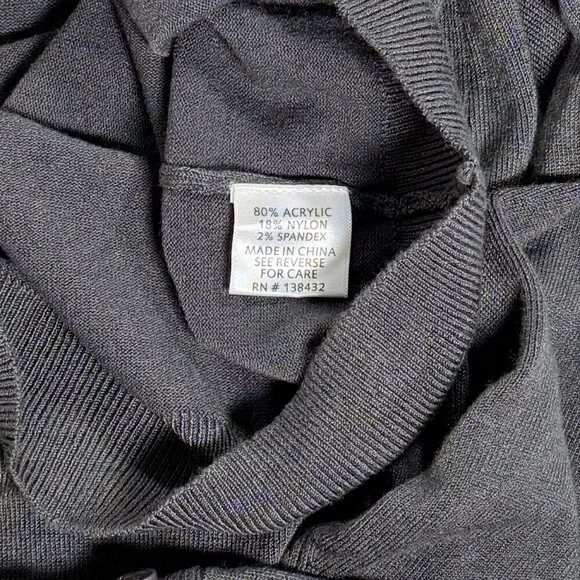 80% ACRYLIC
18% NYLON
2% SPANDEX
MADE IN CHINA
SEE REVERSE
FOR CARE
RN # 138432